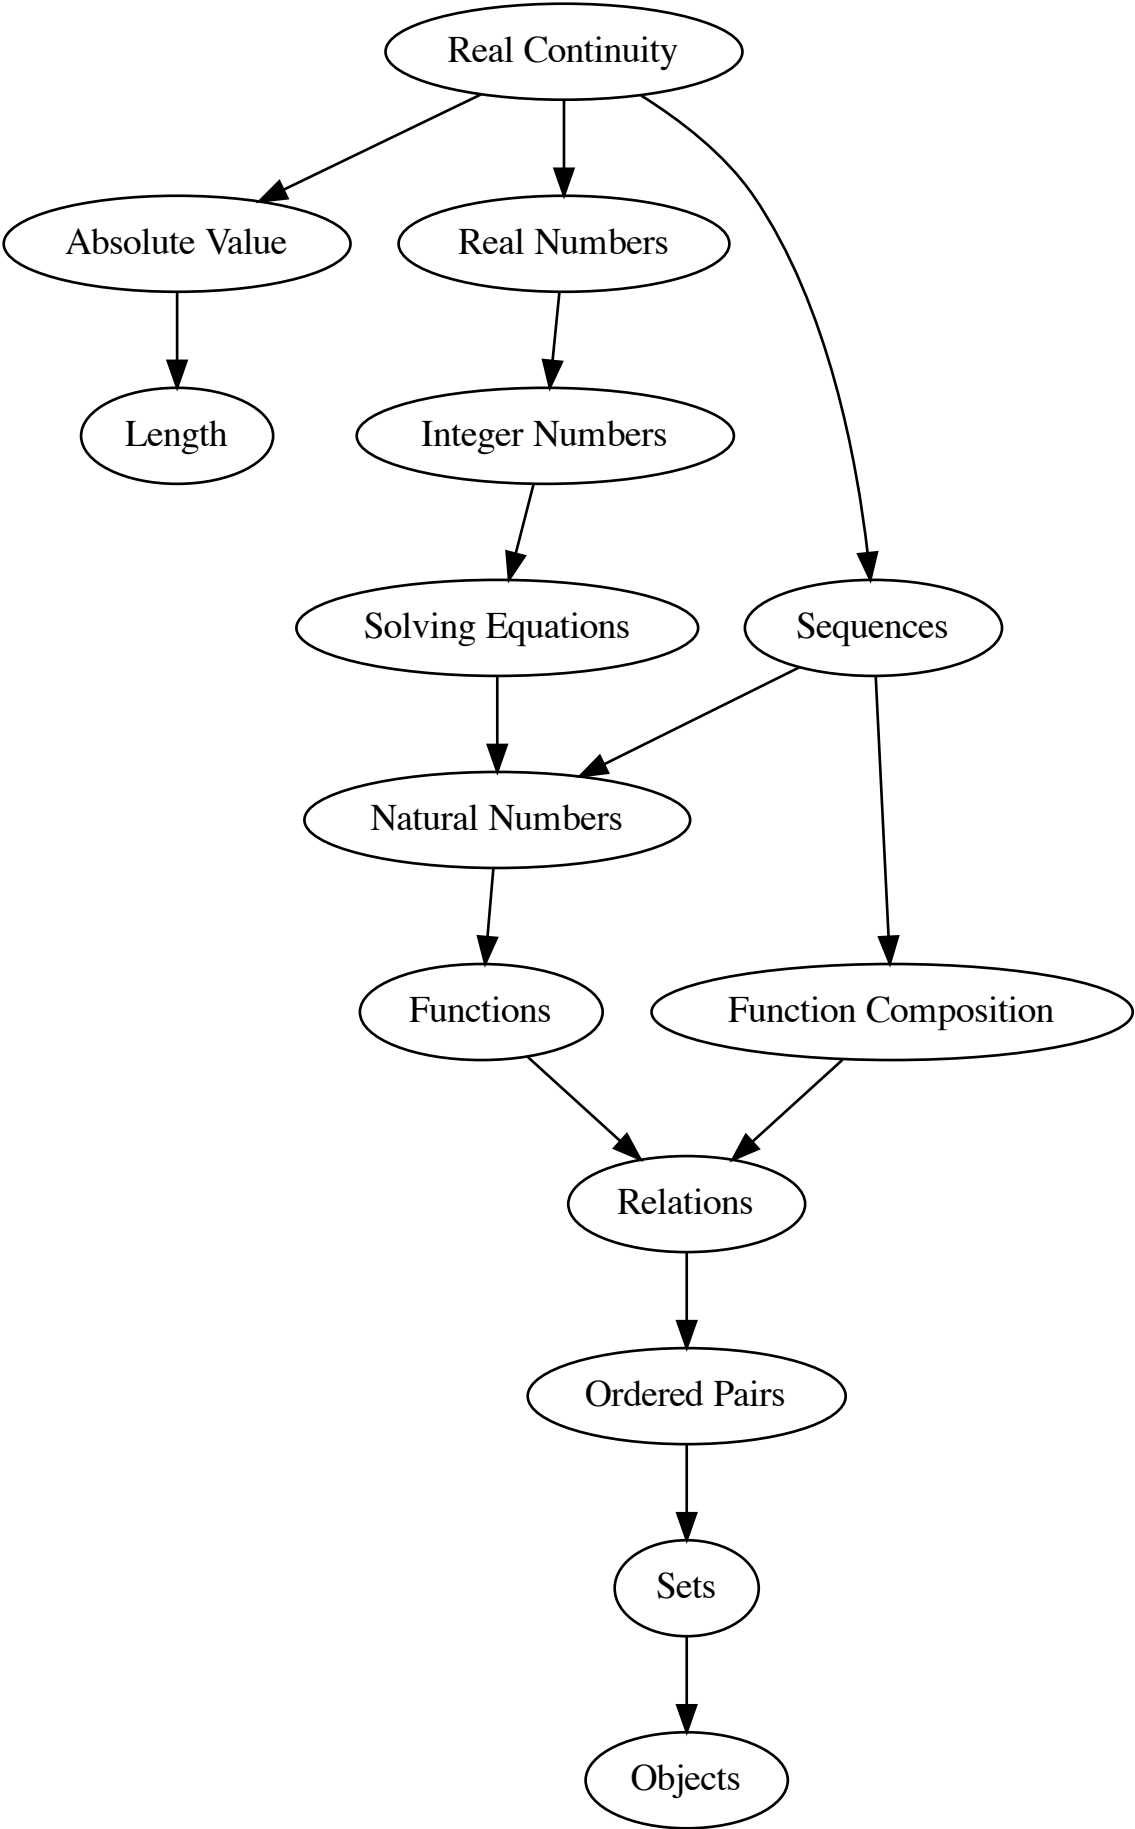 Real Continuity
Absolute Value
Real Numbers
Length
Integer Numbers
Solving Equations
Sequences
Natural Numbers
Functions
Function Composition
Relations
Ordered Pairs
Sets
Objects